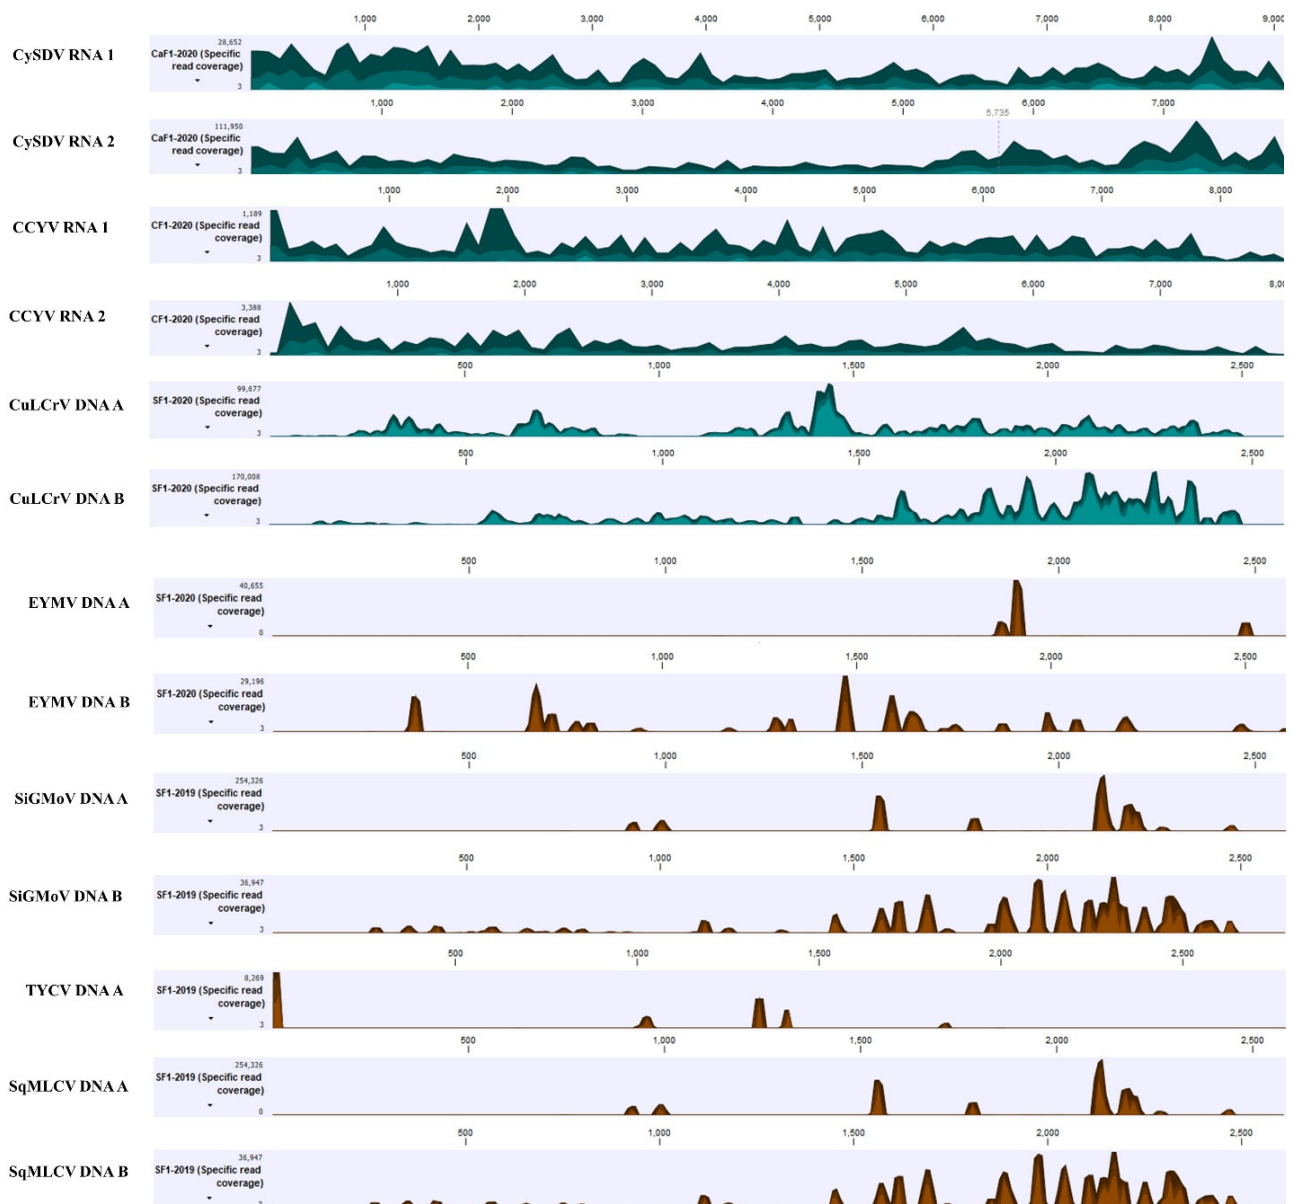 1,000 2,000 3,000 4,000 5,000 6,000 7,000 8,000 9,000
CySDV RNA 1
28,652
CaF1-2020 (Specific
read coverage)
3
1,000 2,000 3,000 4,000 5,000 6,000 7,000
5,735
CySDV RNA 2
111,950
CaF1-2020 (Specific
read coverage)
3
1,000 2,000 3,000 4,000 5,000 6,000 7,000 8,000
CCYV RNA 1
1,189
CF1-2020 (Specific read
coverage)
3
1,000 2,000 3,000 4,000 5,000 6,000 7,000 8,0
CCYV RNA 2
3,388
CF1-2020 (Specific read
coverage)
3
500 1,000 1,500 2,000 2,500
CuLCrV DNA A
99,677
SF1-2020 (Specific read
coverage)
3
500 1,000 1,500 2,000 2,500
CuLCrV DNA B
170,008
SF1-2020 (Specific read
coverage)
3
500 1,000 1,500 2,000 2,500
EYMV DNA A
40,655
SF1-2020 (Specific read
coverage)
0
500 1,000 1,500 2,000 2,500
EYMV DNA B
29,196
SF1-2020 (Specific read
coverage)
3
500 1,000 1,500 2,000 2,500
SiGMoV DNA A
254,326
SF1-2019 (Specific read
coverage)
3
500 1,000 1,500 2,000 2,500
SiGMoV DNA B
36,947
SF1-2019 (Specific read
coverage)
3
500 1,000 1,500 2,000 2,500
TYCV DNA A
8,269
SF1-2019 (Specific read
coverage)
3
500 1,000 1,500 2,000 2,500
SqMLCV DNA A
254,326
SF1-2019 (Specific read
coverage)
0
500 1,000 1,500 2,000 2,500
SqMLCV DNA B
36,947
SF1-2019 (Specific read
coverage)